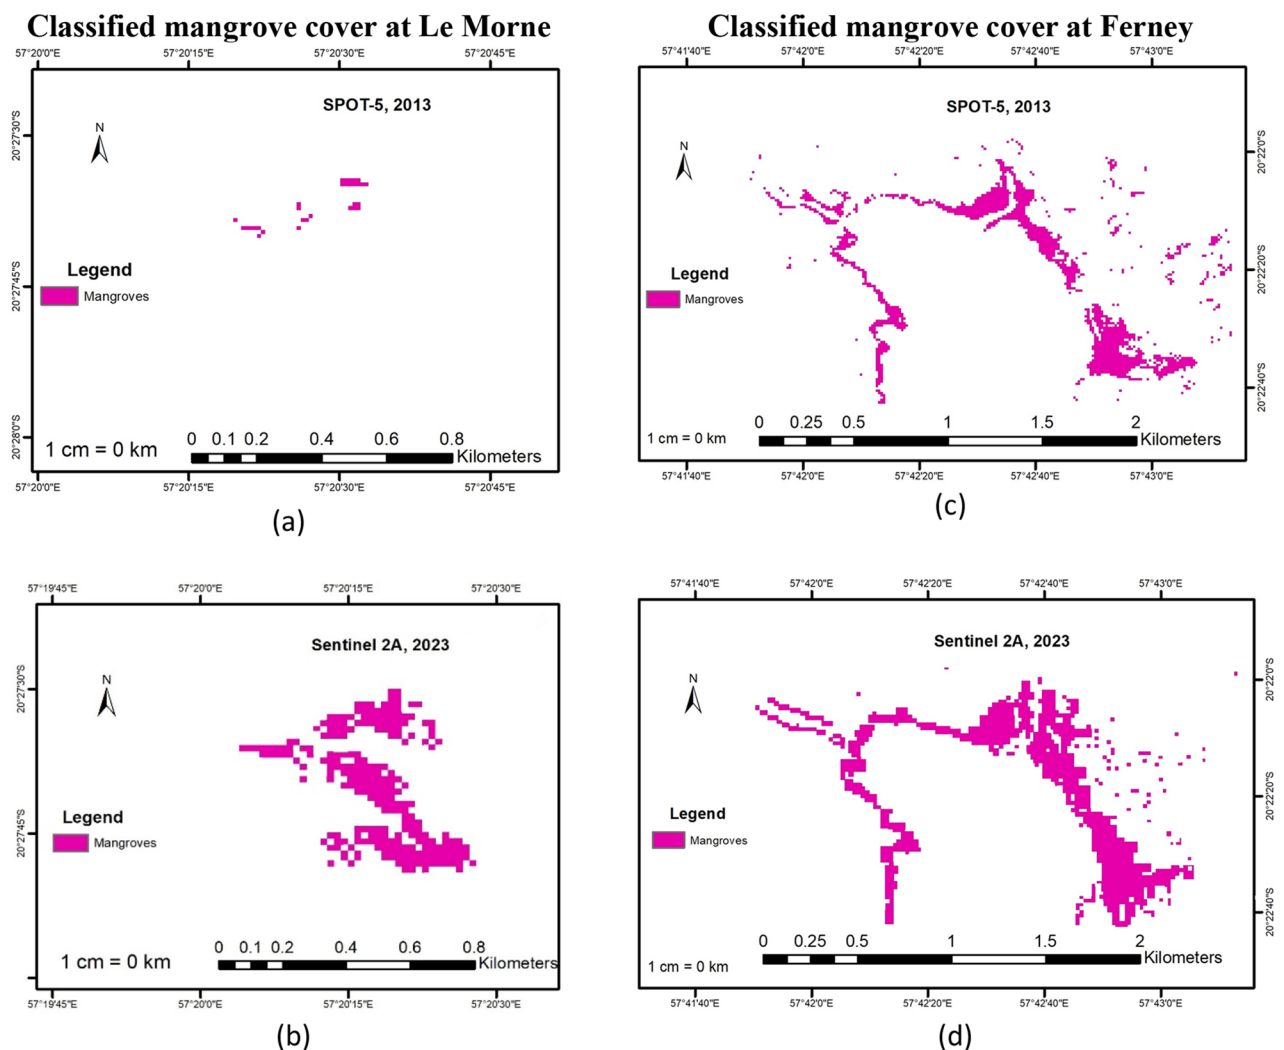 Classified mangrove cover at Le Morne
57°20'0"E 57°20'15"E 57°20'30"E 57°20'45"E
SPOT-5, 2013
N
20°27'30"S
Legend
Mangroves
20°27'45"S
20°28'0"S
1 cm = 0 km
0 0.1 0.2 0.4 0.6 0.8
Kilometers
57°20'0"E 57°20'15"E 57°20'30"E 57°20'45"E
(a)
Classified mangrove cover at Ferney
57°41'40"E 57°42'0"E 57°42'20"E 57°42'40"E 57°43'0"E
SPOT-5, 2013
N
20°22'0"S
Legend
Mangroves
20°22'20"S
20°22'40"S
1 cm = 0 km
0 0.25 0.5 1 1.5 2
Kilometers
57°41'40"E 57°42'0"E 57°42'20"E 57°42'40"E 57°43'0"E
(c)
57°19'45"E 57°20'0"E 57°20'15"E 57°20'30"E
Sentinel 2A, 2023
N
20°27'30"S
Legend
Mangroves
20°27'45"S
1 cm = 0 km
0 0.1 0.2 0.4 0.6 0.8
Kilometers
57°19'45"E 57°20'0"E 57°20'15"E 57°20'30"E
(b)
57°41'40"E 57°42'0"E 57°42'20"E 57°42'40"E 57°43'0"E
Sentinel 2A, 2023
N
20°22'0"S
Legend
Mangroves
20°22'20"S
20°22'40"S
1 cm = 0 km
0 0.25 0.5 1 1.5 2
Kilometers
57°41'40"E 57°42'0"E 57°42'20"E 57°42'40"E 57°43'0"E
(d)